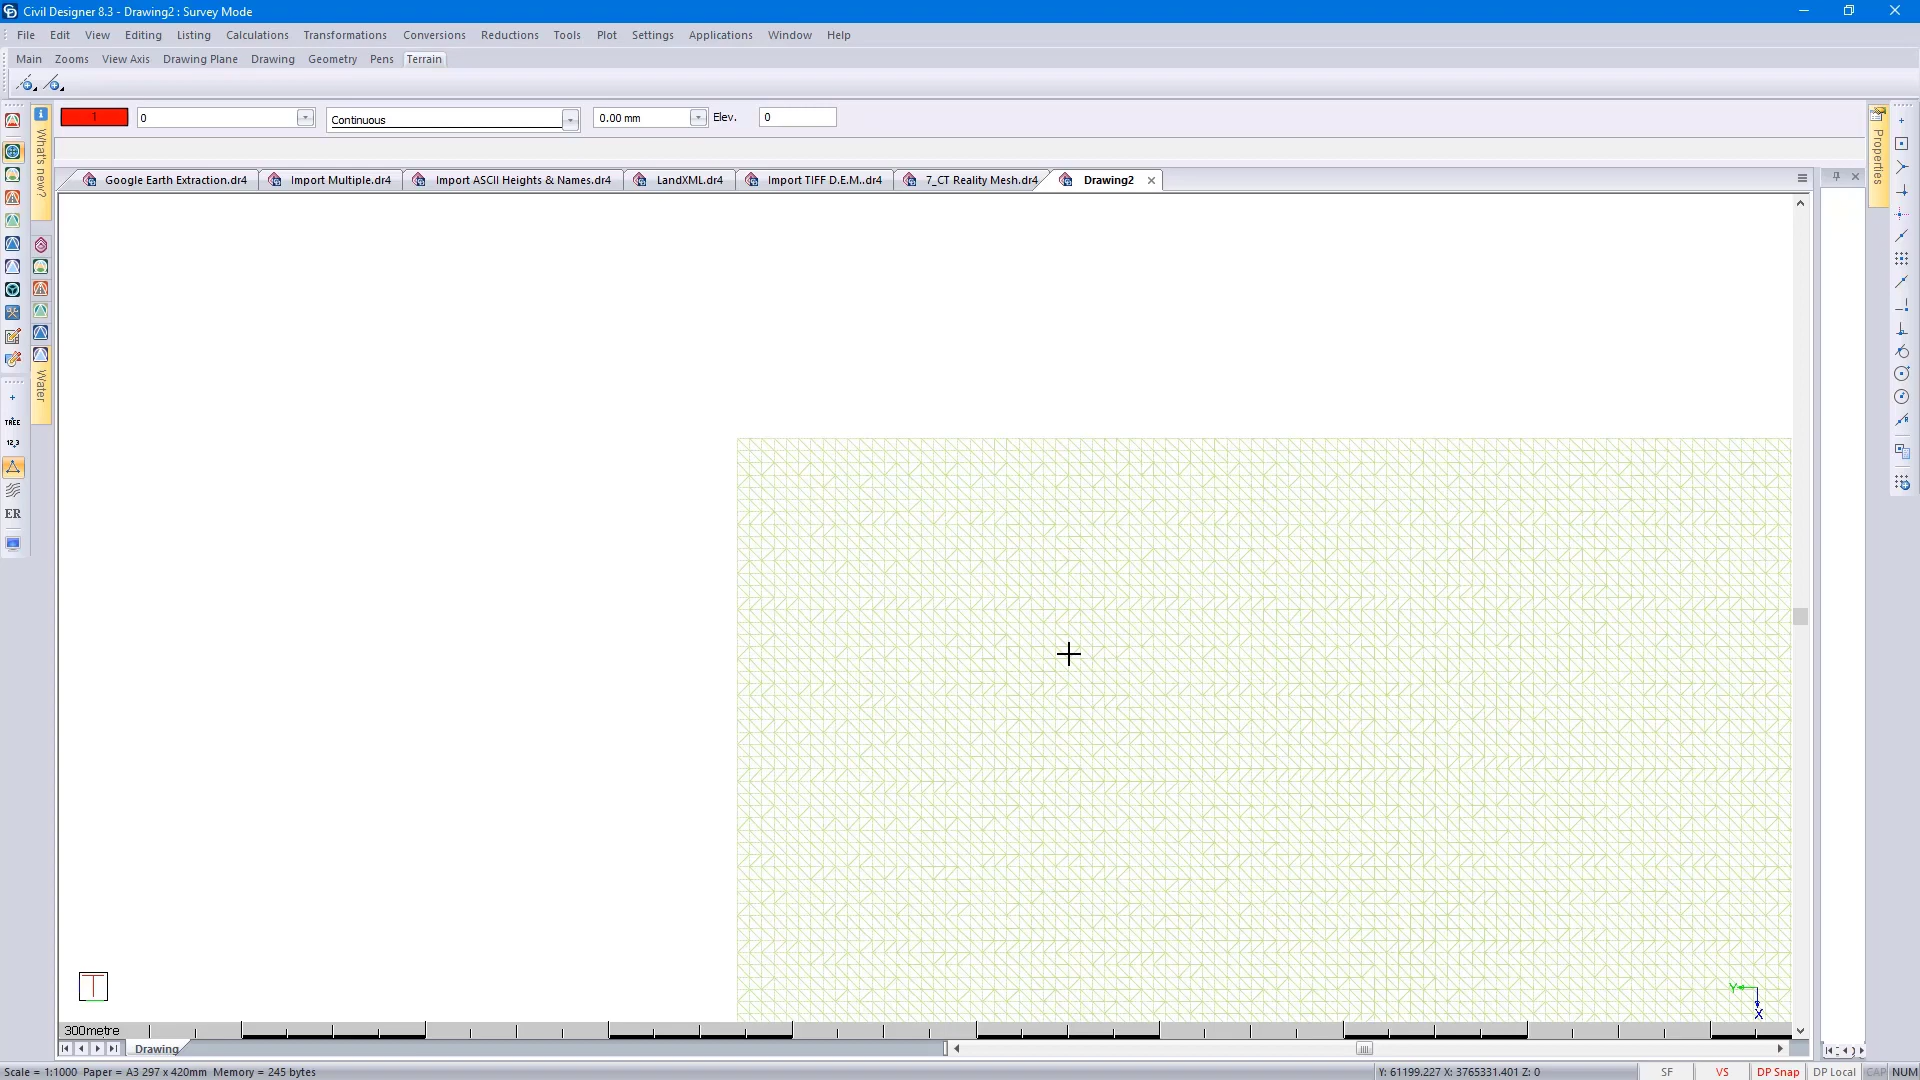 Civil Designer 8.3 - Drawing2 : Survey Mode
File Edit View Editing Listing Calculations Transformations Conversions Reductions Tools Plot Settings Applications Window Help
Main Zooms View Axis Drawing Plane Drawing Geometry Pens Terrain
1 0 Continuous 0.00 mm Elev. 0
What's new?
Properties
Google Earth Extraction.dr4 Import Multiple.dr4 Import ASCII Heights & Names.dr4 LandXML.dr4 Import TIFF D.E.M..dr4 7_CT Reality Mesh.dr4 Drawing2
Water
TREE
12,3
ER
T
Y
X
300metre
Drawing
Scale = 1:1000 Paper = A3 297 x 420mm Memory = 245 bytes Y: 61199.227 X: 3765331.401 Z: 0 SF VS DP Snap DP Local CAP NUM